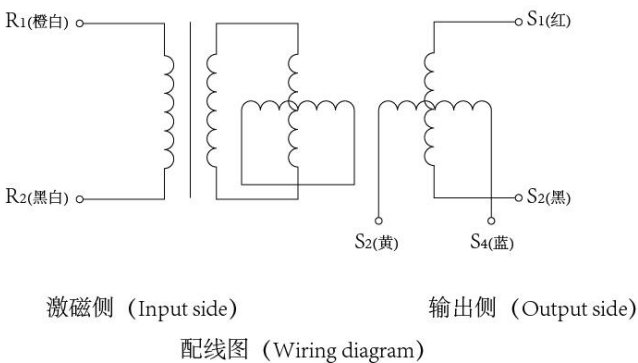 R1(橙白)
S1(红)
R2(黑白)
S2(黑)
S2(黄)
S4(蓝)
激磁侧（Input side）
输出侧（Output side）
配线图（Wiring diagram）